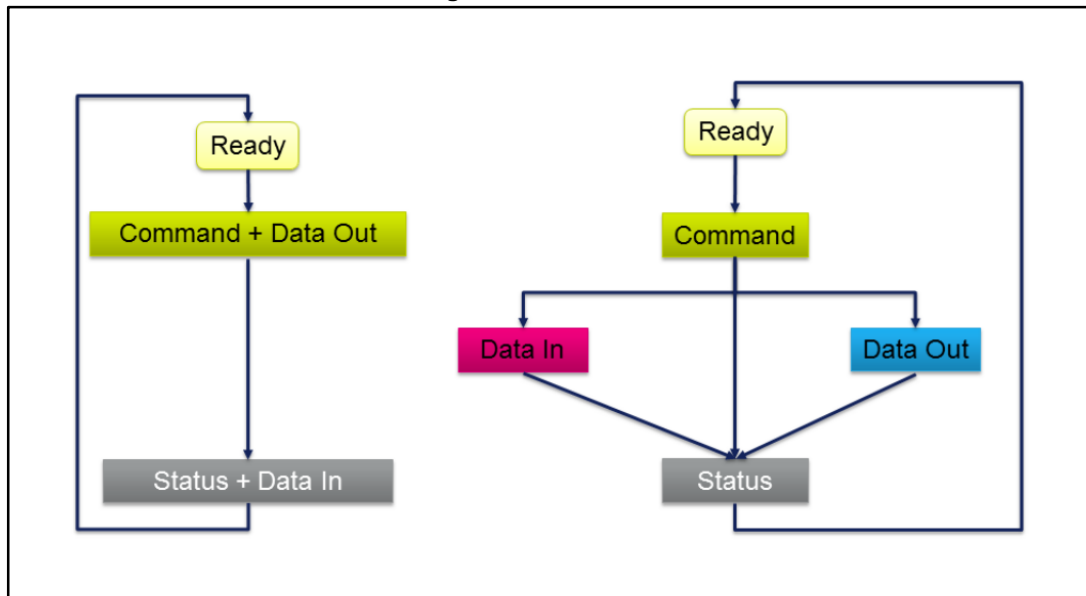 Ready
Command + Data Out
Status + Data In
Ready
Command
Data In
Data Out
Status